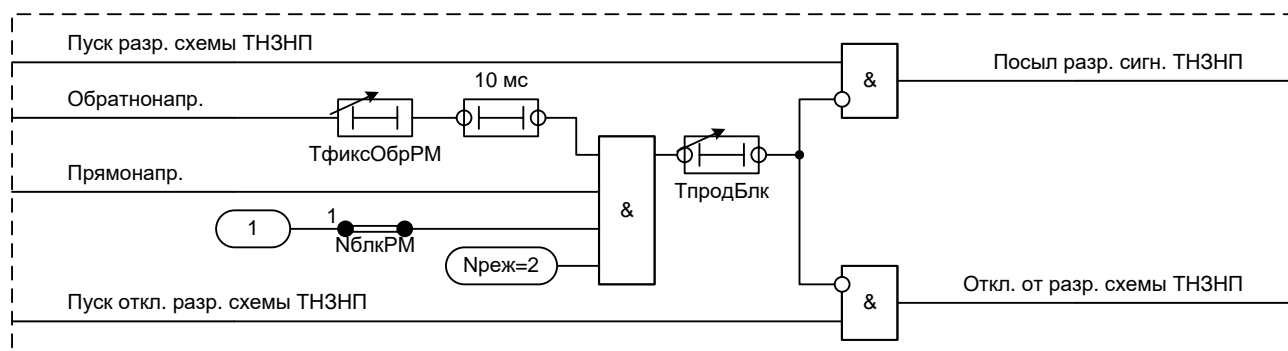 Пуск разр. схемы ТНЗНП
Посыл разр. сигн. ТНЗНП
&
10 мс
Обратнонапр.
ТфиксОбрРМ
Прямонапр.
ТпродБлк
&
1
1
NблкРМ
Nреж=2
Пуск откл. разр. схемы ТНЗНП
Откл. от разр. схемы ТНЗНП
&